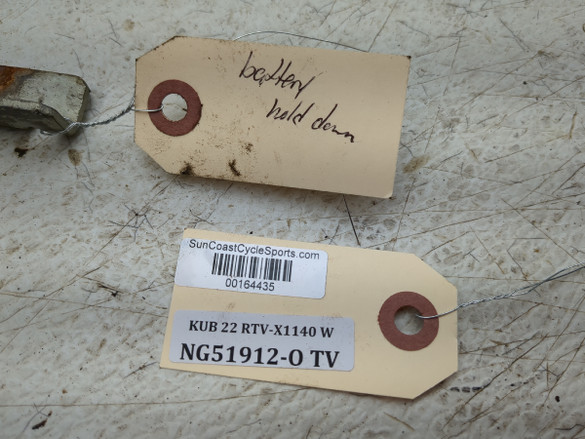 battery
hold down
SunCoastCycleSports.com
00164435
KUB 22 RTV-X1140 W
NG51912-O TV